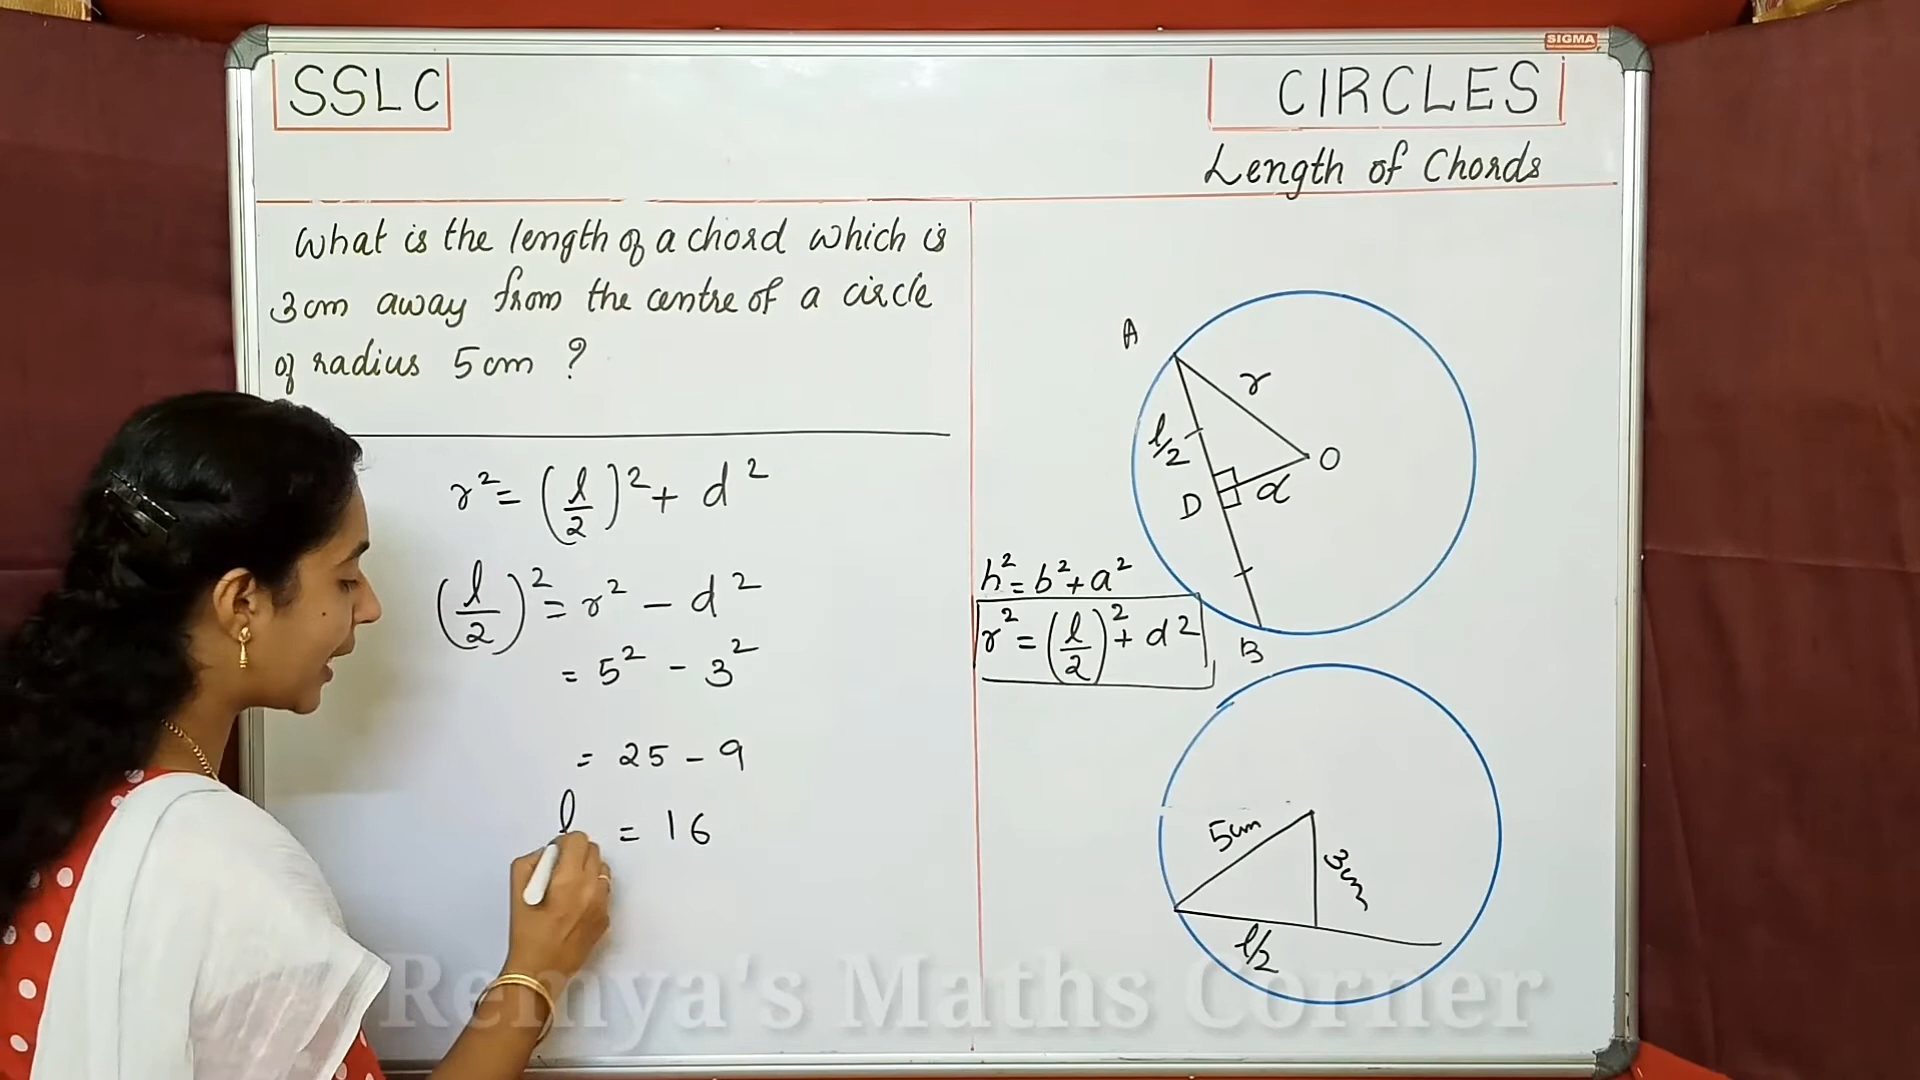 SIGMA
SSLC
CIRCLES
Length of Chords
What is the length of a chord which is
3cm away from the centre of a circle
of radius 5cm ?
r² = (l/2)² + d²
(l/2)² = r² - d²
= 5² - 3²
= 25 - 9
l = 16
A
r
l/2
O
D
d
B
h² = b² + a²
r² = (l/2)² + d²
5cm
3cm
l/2
Remya's Maths Corner